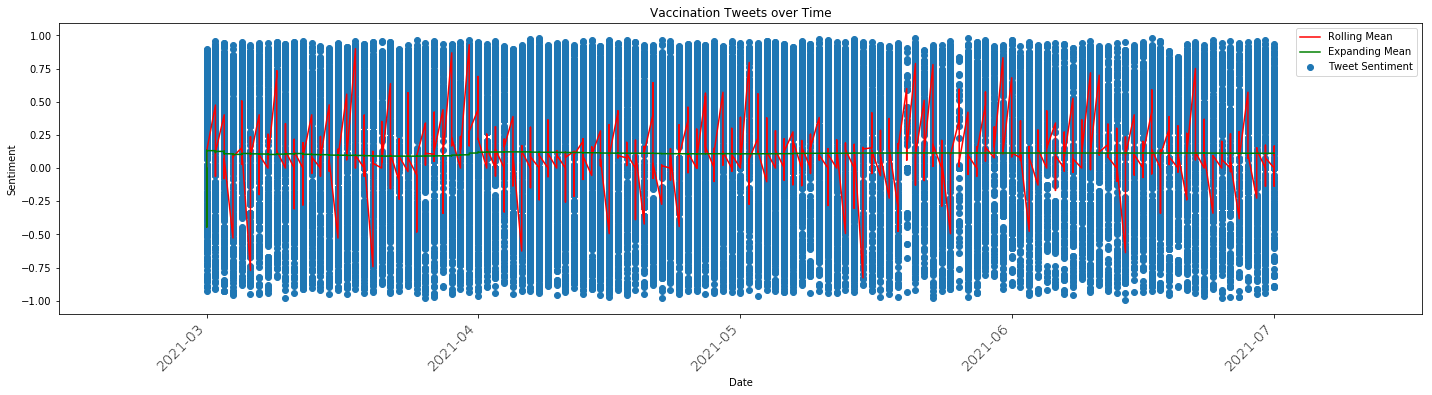 Vaccination Tweets over Time
Rolling Mean
Expanding Mean
Tweet Sentiment
Sentiment
1.00
0.75
0.50
0.25
0.00
−0.25
−0.50
−0.75
−1.00
2021-03
2021-04
2021-05
2021-06
2021-07
Date